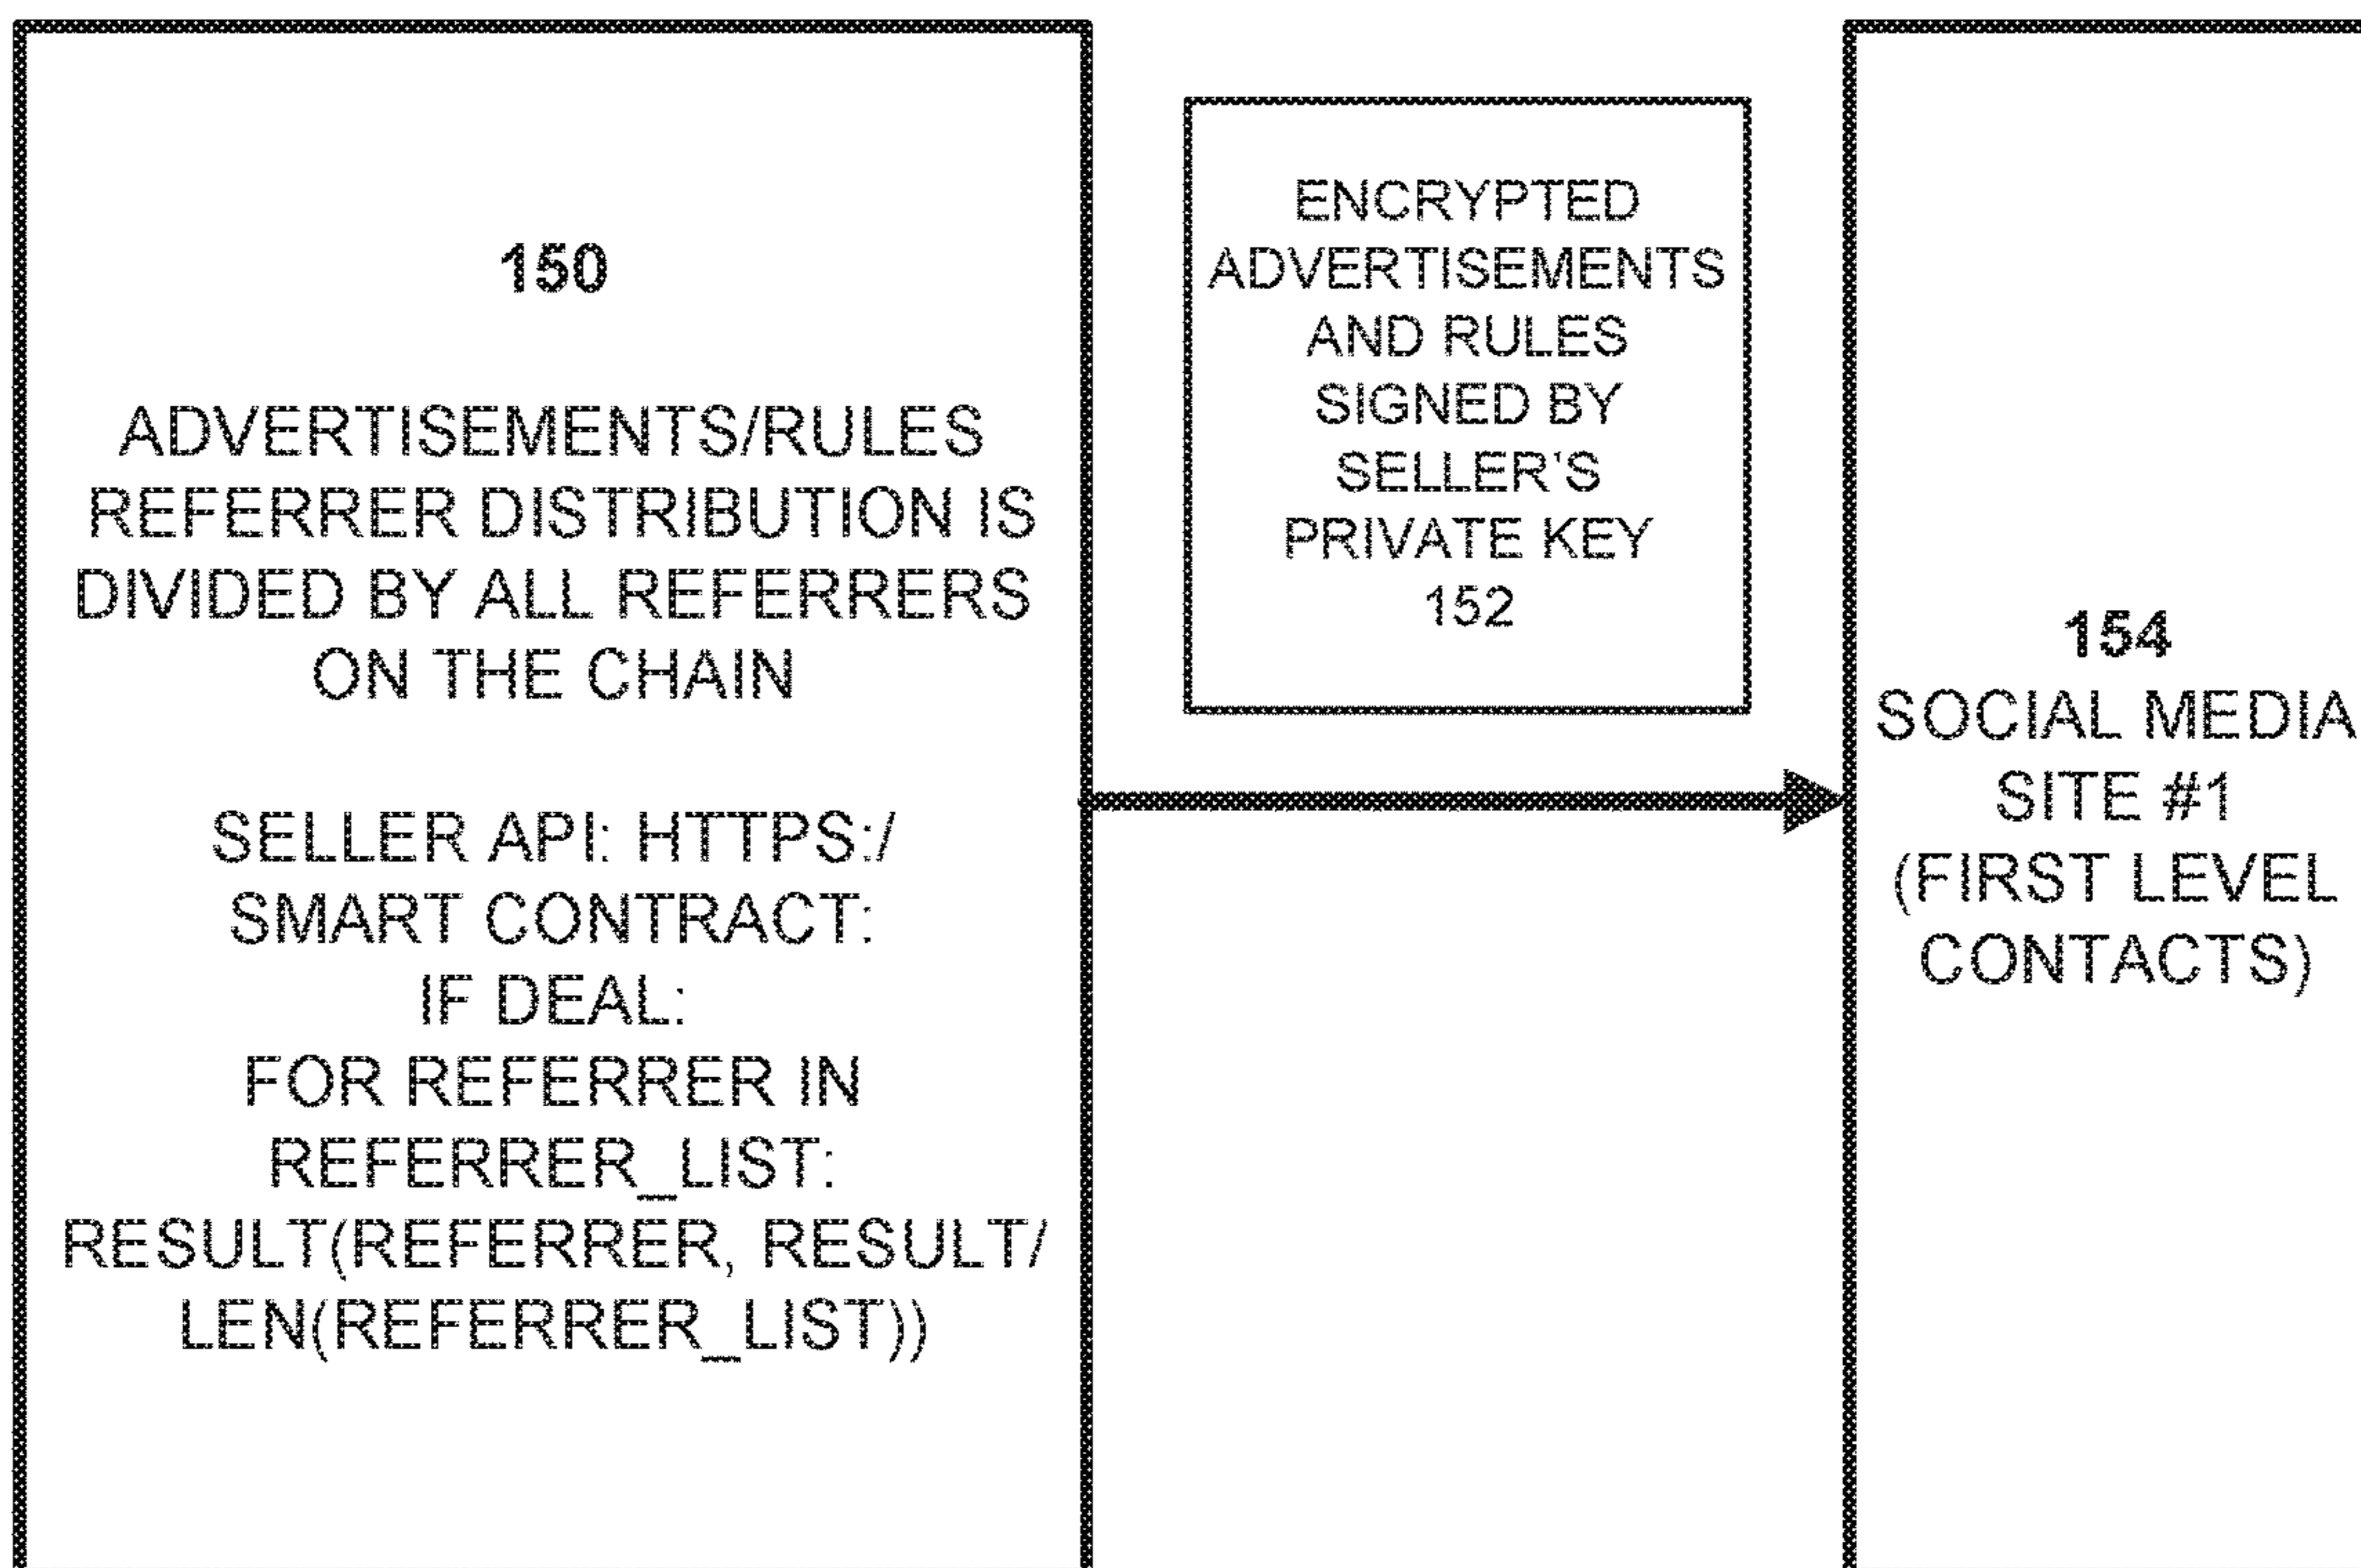 150
ADVERTISEMENTS/RULES
REFERRER DISTRIBUTION IS
DIVIDED BY ALL REFERRERS
ON THE CHAIN
SELLER API: HTTPS:/
SMART CONTRACT:
IF DEAL:
FOR REFERRER IN
REFERRER_LIST:
RESULT(REFERRER, RESULT/
LEN(REFERRER_LIST))
ENCRYPTED
ADVERTISEMENTS
AND RULES
SIGNED BY
SELLER'S
PRIVATE KEY
152
154
SOCIAL MEDIA
SITE #1
(FIRST LEVEL
CONTACTS)